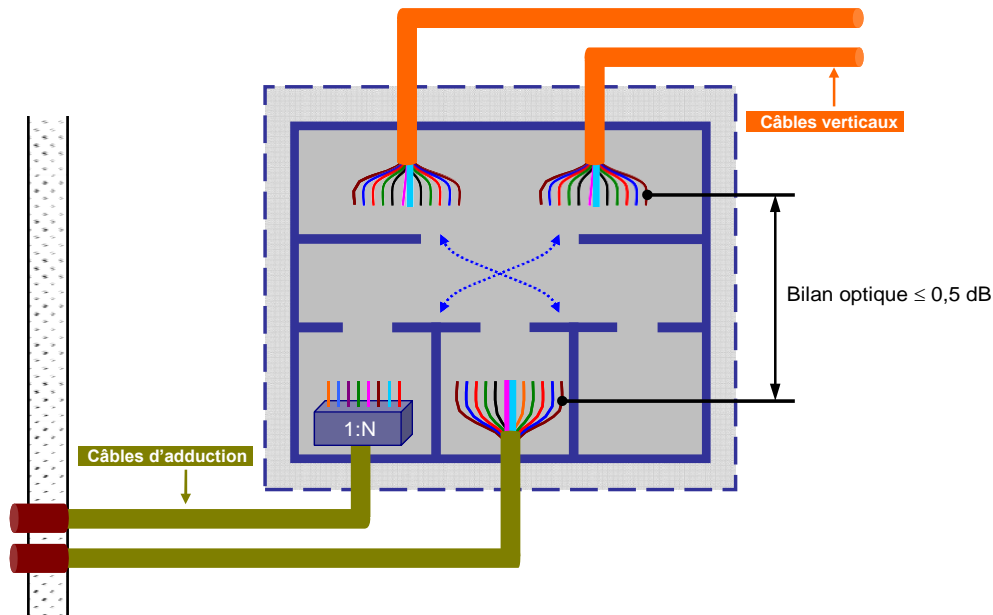 Câbles verticaux
Bilan optique ≤ 0,5 dB
1:N
Câbles d’adduction